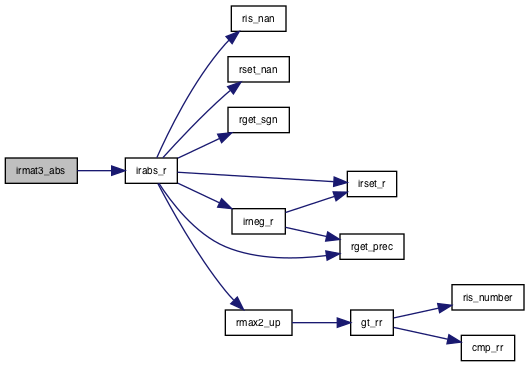 ris_nan
rset_nan
rget_sgn
irmat3_abs
irabs_r
irset_r
irneg_r
rget_prec
ris_number
rmax2_up
gt_rr
cmp_rr